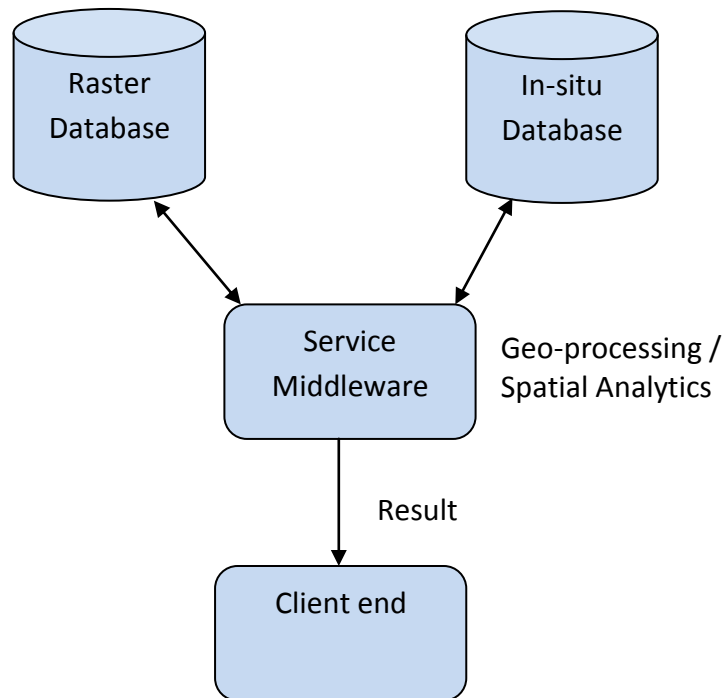 Raster
Database
In-situ
Database
Service
Middleware
Geo-processing /
Spatial Analytics
Result
Client end